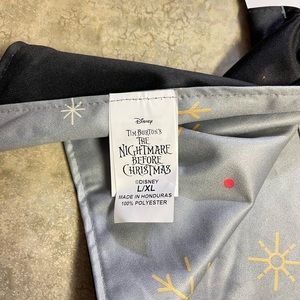 Disney
TIM BURTON'S
THE
NIGHTMARE
BEFORE
CHRISTMAS
©DISNEY
L/XL
MADE IN HONDURAS
100% POLYESTER